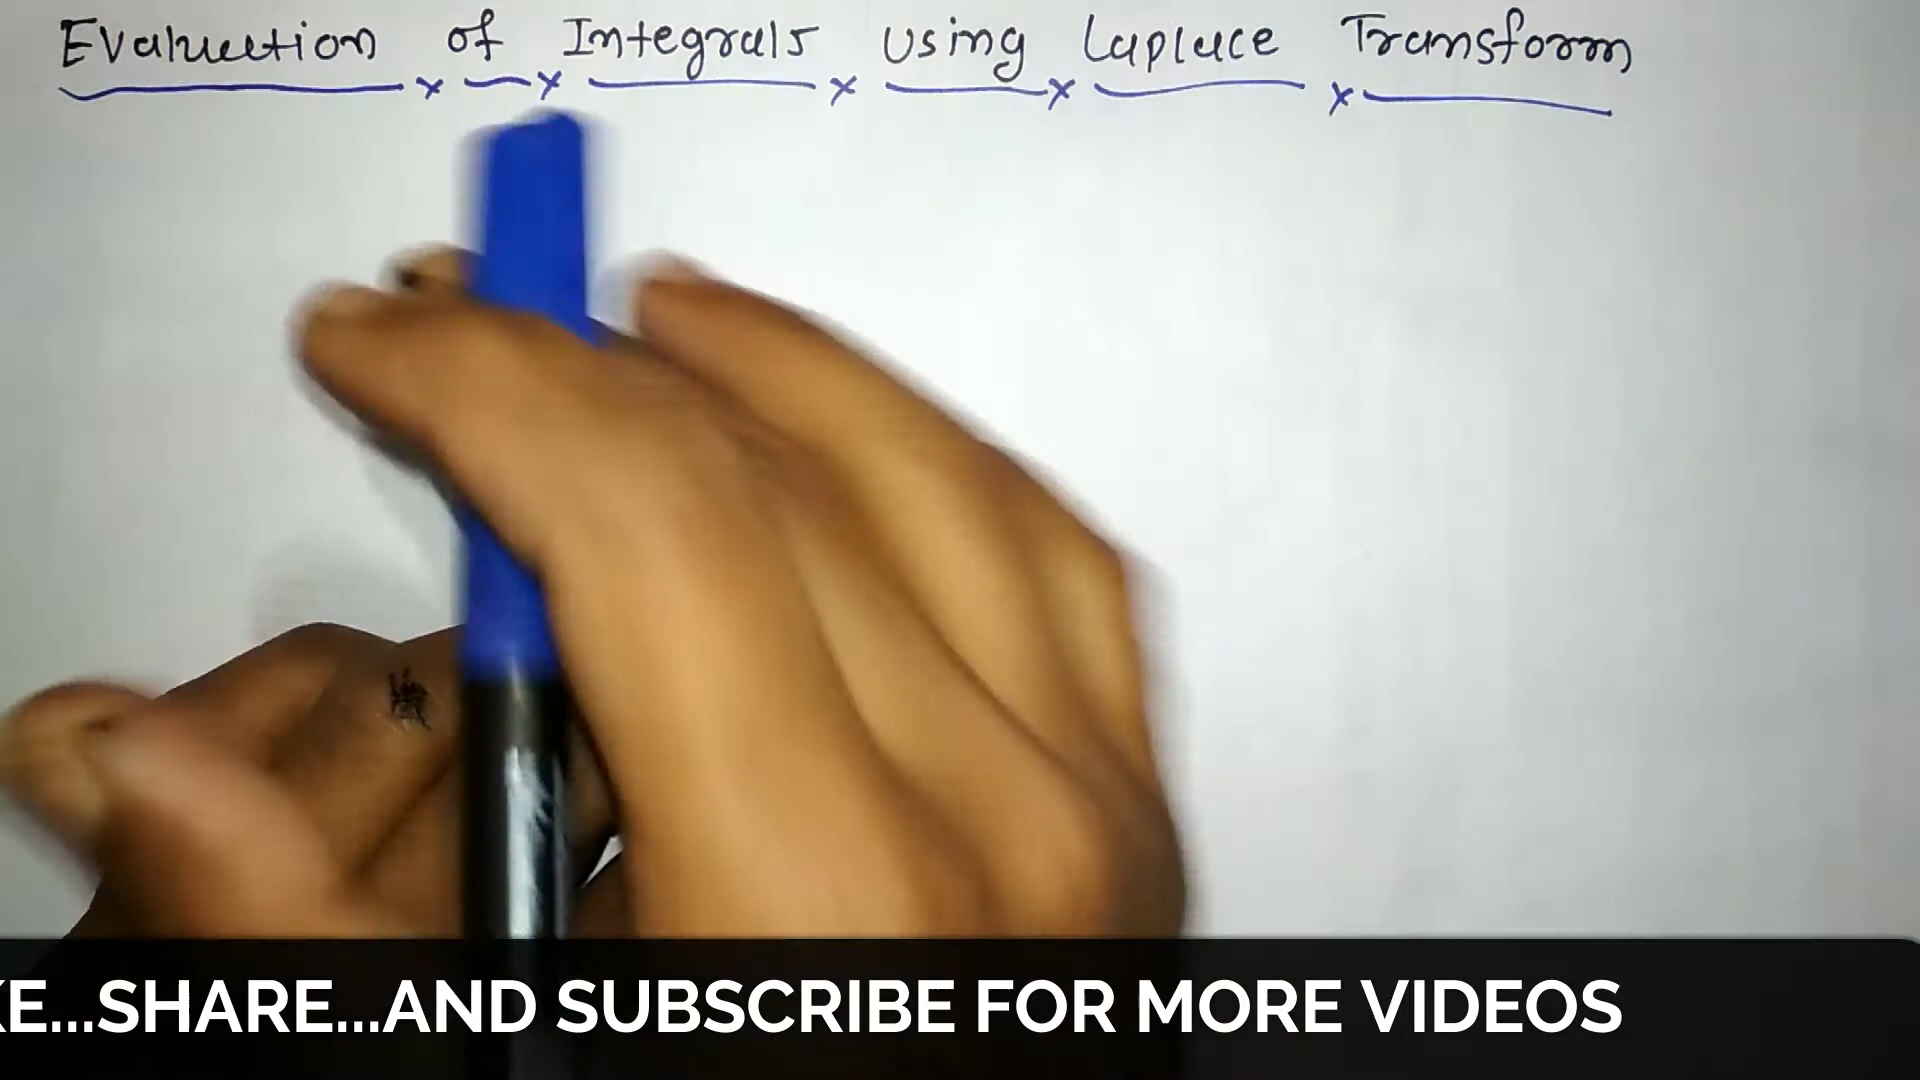 Evaluation of Integrals using Laplace Transform
KE...SHARE...AND SUBSCRIBE FOR MORE VIDEOS